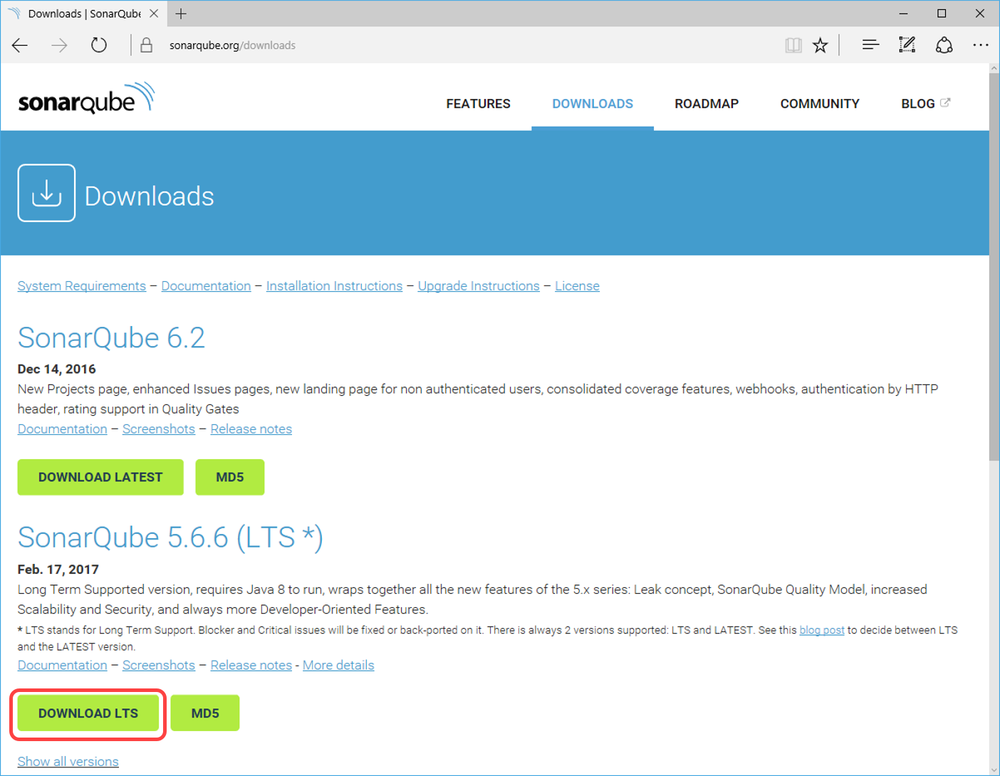 Downloads | SonarQube
sonarqube.org/downloads
sonarqube
FEATURES
DOWNLOADS
ROADMAP
COMMUNITY
BLOG
Downloads
System Requirements – Documentation – Installation Instructions – Upgrade Instructions – License
SonarQube 6.2
Dec 14, 2016
New Projects page, enhanced Issues pages, new landing page for non authenticated users, consolidated coverage features, webhooks, authentication by HTTP
header, rating support in Quality Gates
Documentation – Screenshots – Release notes
DOWNLOAD LATEST
MD5
SonarQube 5.6.6 (LTS *)
Feb. 17, 2017
Long Term Supported version, requires Java 8 to run, wraps together all the new features of the 5.x series: Leak concept, SonarQube Quality Model, increased
Scalability and Security, and always more Developer-Oriented Features.
* LTS stands for Long Term Support. Blocker and Critical issues will be fixed or back-ported on it. There is always 2 versions supported: LTS and LATEST. See this blog post to decide between LTS
and the LATEST version.
Documentation – Screenshots – Release notes - More details
DOWNLOAD LTS
MD5
Show all versions